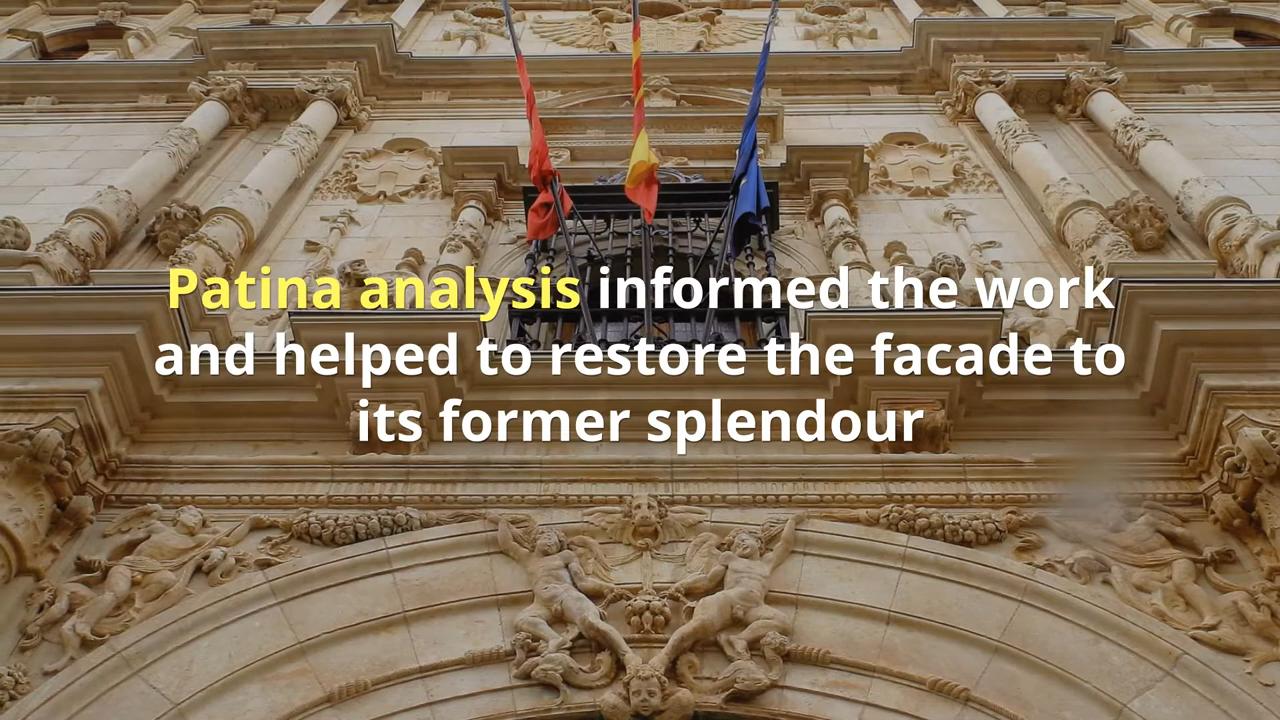 Patina analysis informed the work
and helped to restore the facade to
its former splendour